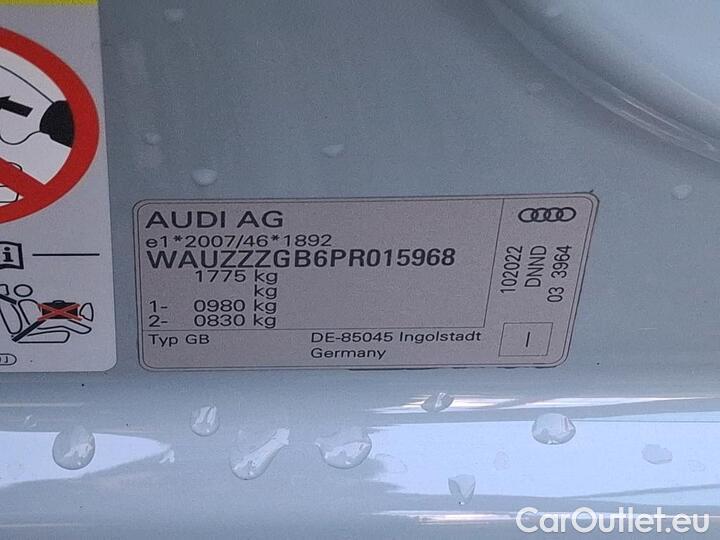 AUDI AG
e1*2007/46*1892
WAUZZZGB6PR015968
1775 kg
kg
1- 0980 kg
2- 0830 kg
Typ GB
DE-85045 Ingolstadt
Germany
102022
DNND
03 3964
I
i
CarOutlet.eu